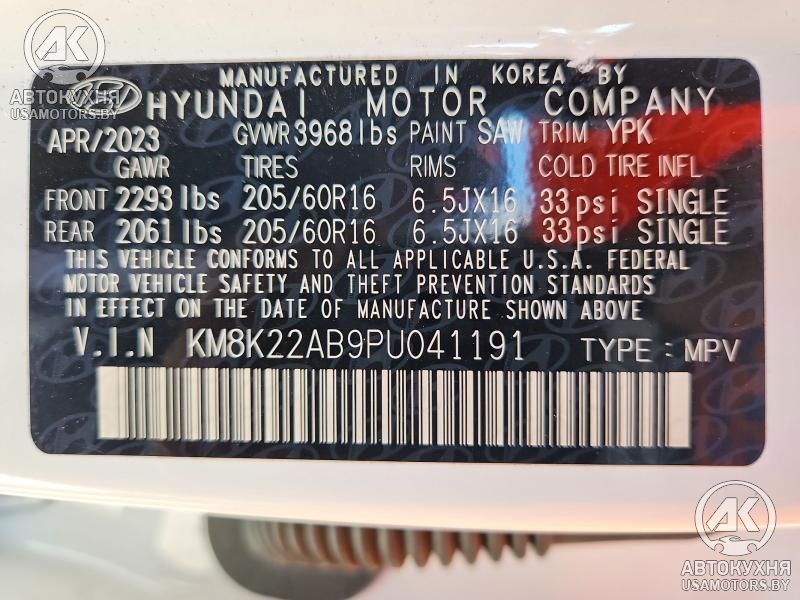 MANUFACTURED IN KOREA BY
HYUNDAI MOTOR COMPANY
APR/2023 GVWR 3968 lbs PAINT SAW TRIM YPK
GAWR TIRES RIMS COLD TIRE INFL
FRONT 2293 lbs 205/60R16 6.5JX16 33psi SINGLE
REAR 2061 lbs 205/60R16 6.5JX16 33psi SINGLE
THIS VEHICLE CONFORMS TO ALL APPLICABLE U.S.A. FEDERAL
MOTOR VEHICLE SAFETY AND THEFT PREVENTION STANDARDS
IN EFFECT ON THE DATE OF MANUFACTURE SHOWN ABOVE
V.I.N KM8K22AB9PU041191 TYPE : MPV
АК
АВТОКУХНЯ
USAMOTORS.BY
АК
АВТОКУХНЯ
USAMOTORS.BY